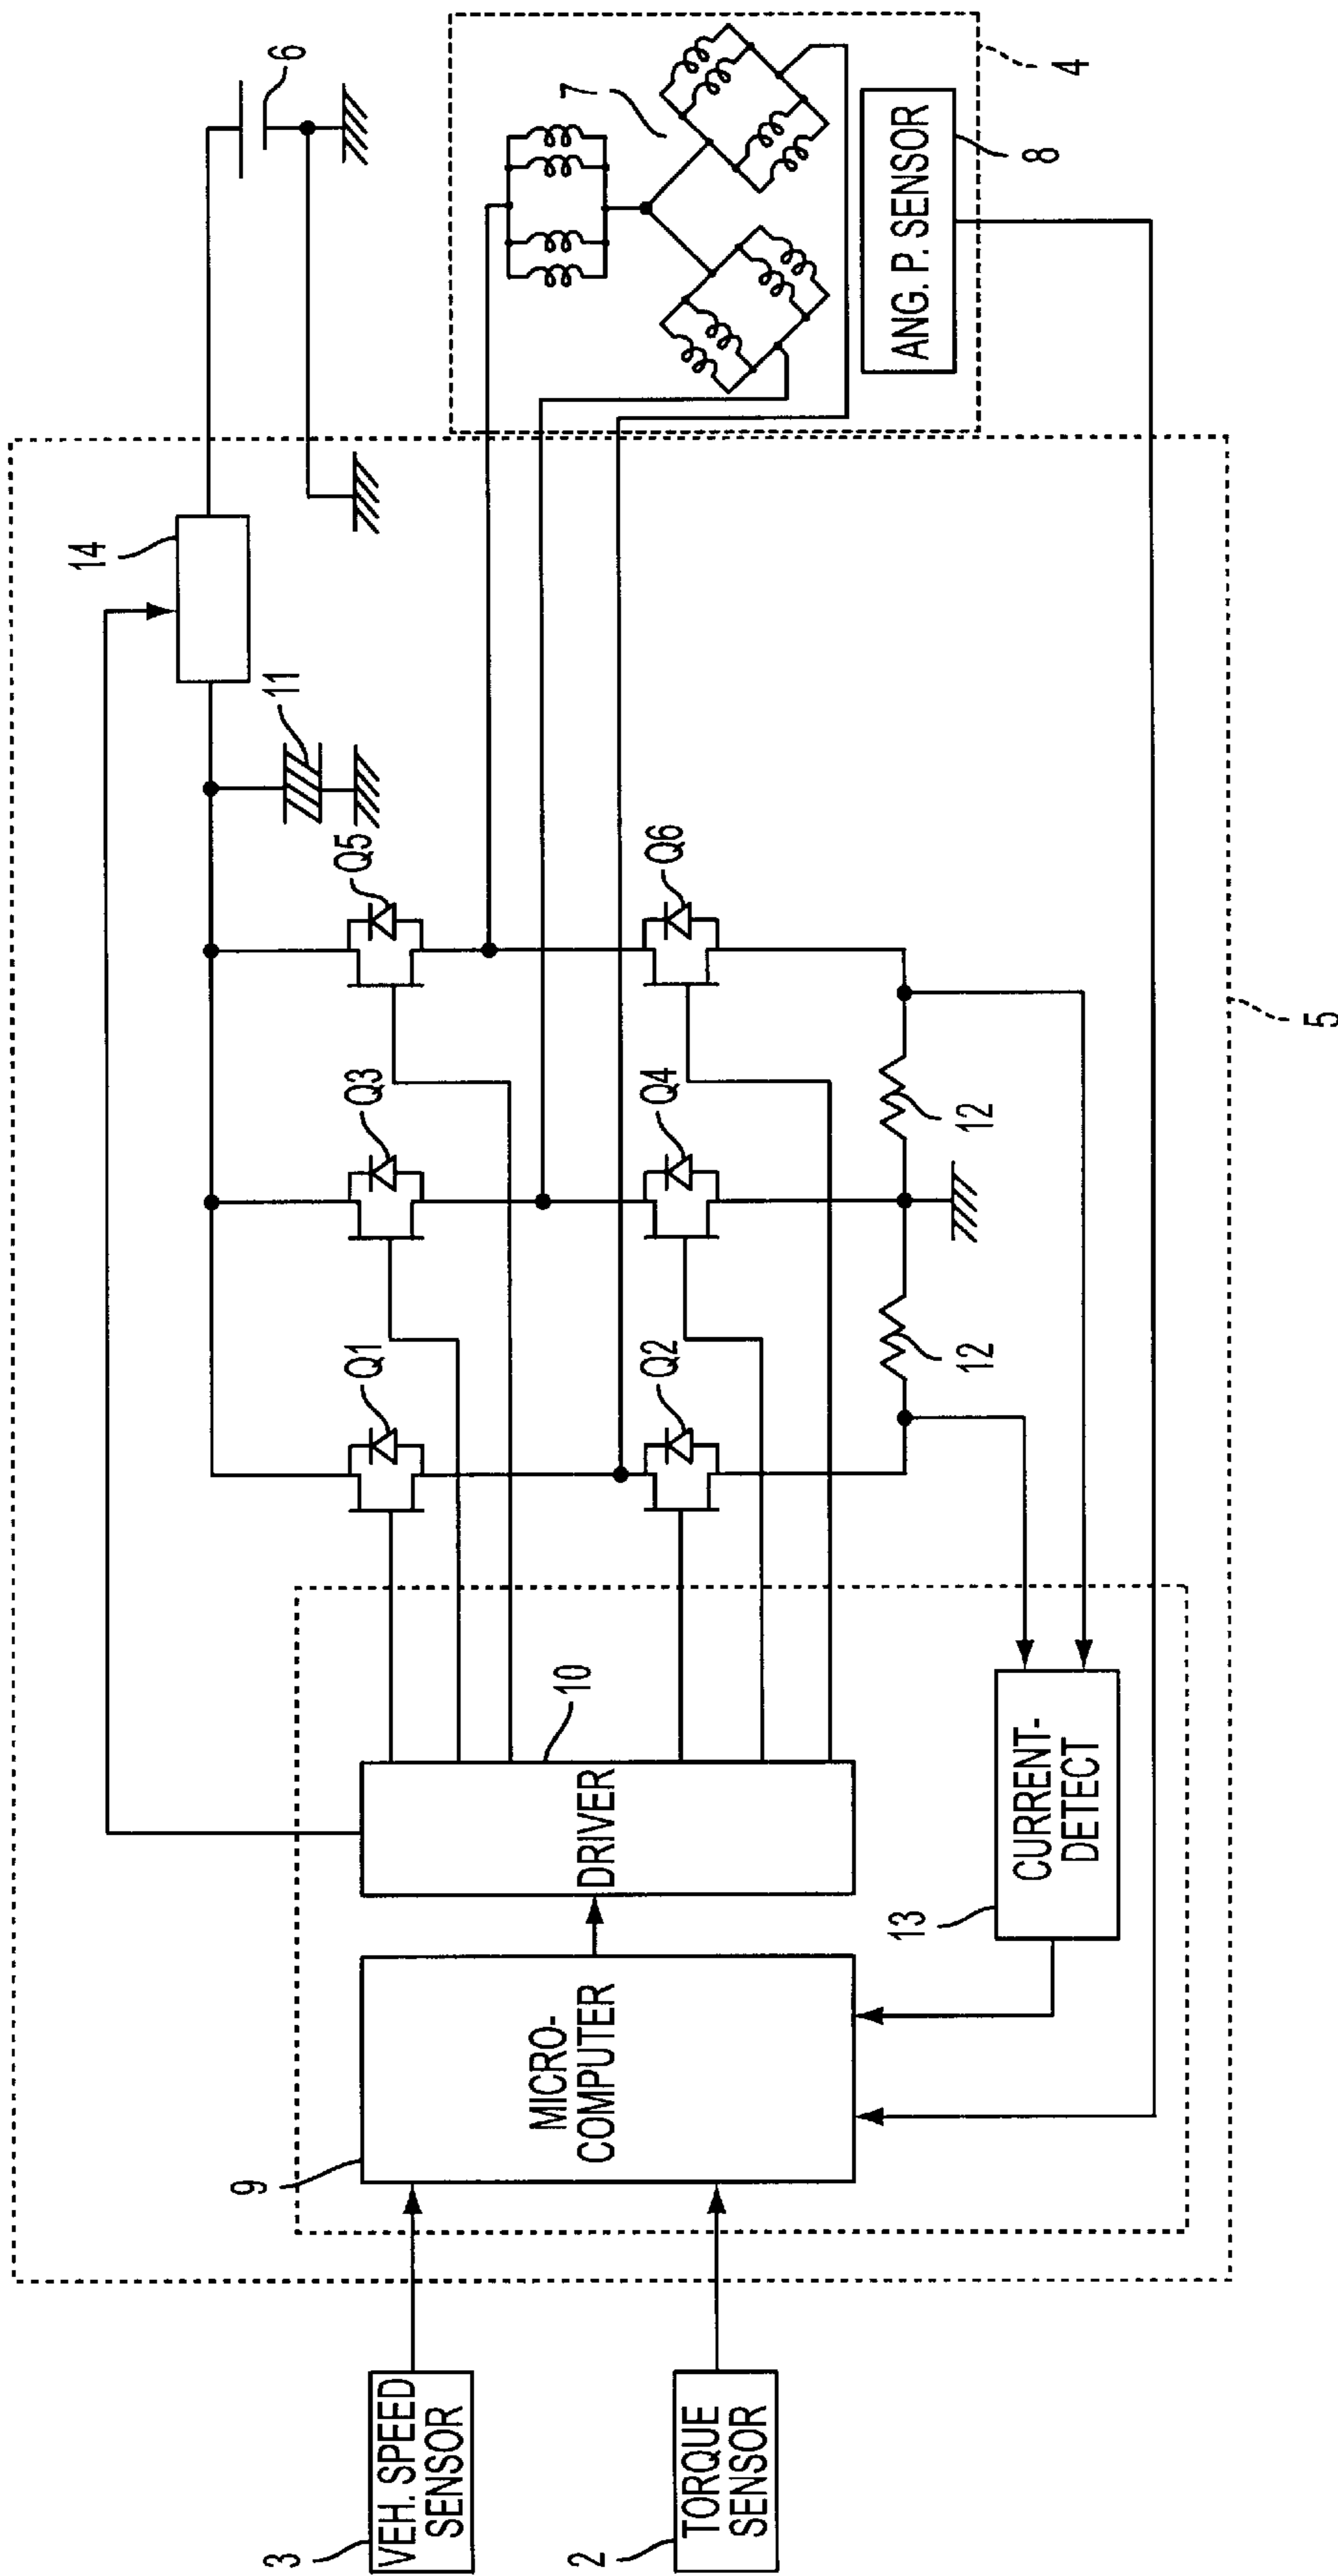 6
14
11
Q5
Q3
Q1
7
4
ANG. P. SENSOR
8
Q6
Q4
Q2
12
12
5
10
DRIVER
CURRENT-
DETECT
13
MICRO-
COMPUTER
9
VEH. SPEED
SENSOR
3
TORQUE
SENSOR
2